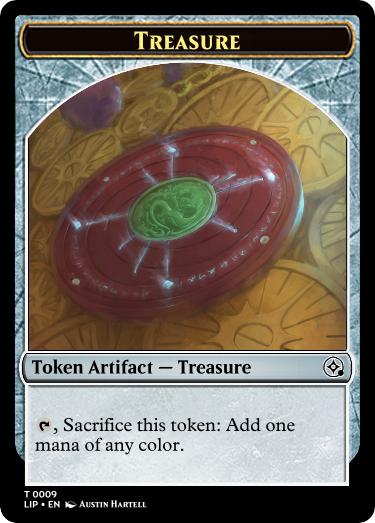 TREASURE
Token Artifact — Treasure
, Sacrifice this token: Add one
mana of any color.
T 0009
LIP • EN AUSTIN HARTELL